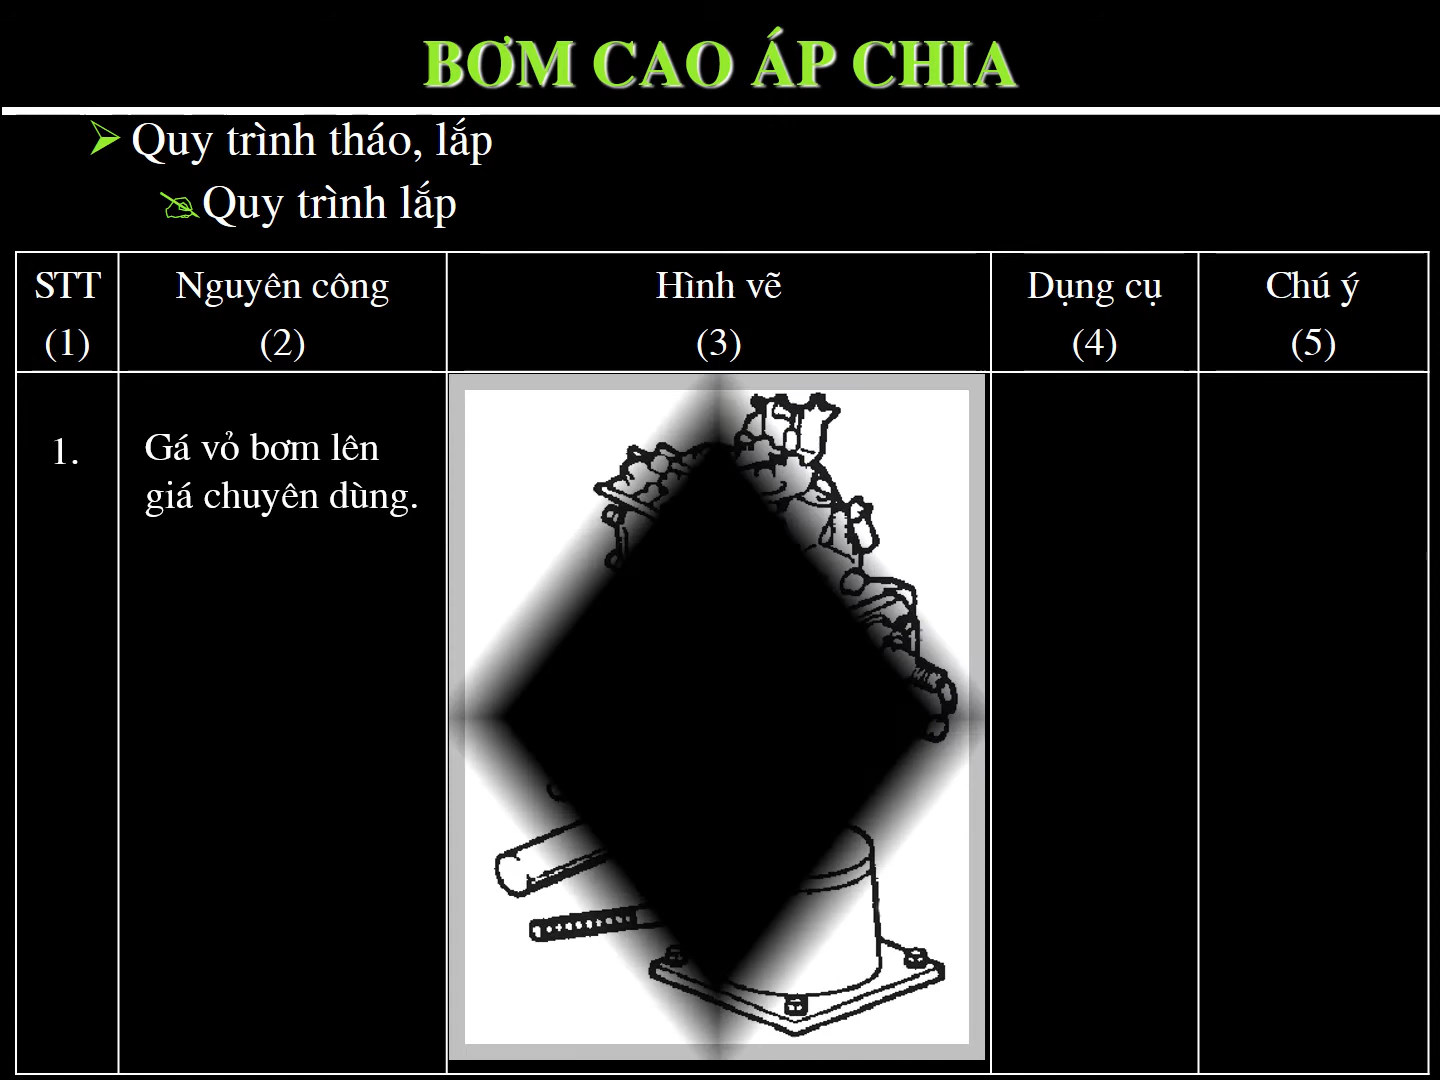 BƠM CAO ÁP CHIA
Quy trình tháo, lắp
Quy trình lắp
STT Nguyên công Hình vẽ Dụng cụ Chú ý
(1) (2) (3) (4) (5)
1. Gá vỏ bơm lên
giá chuyên dùng.